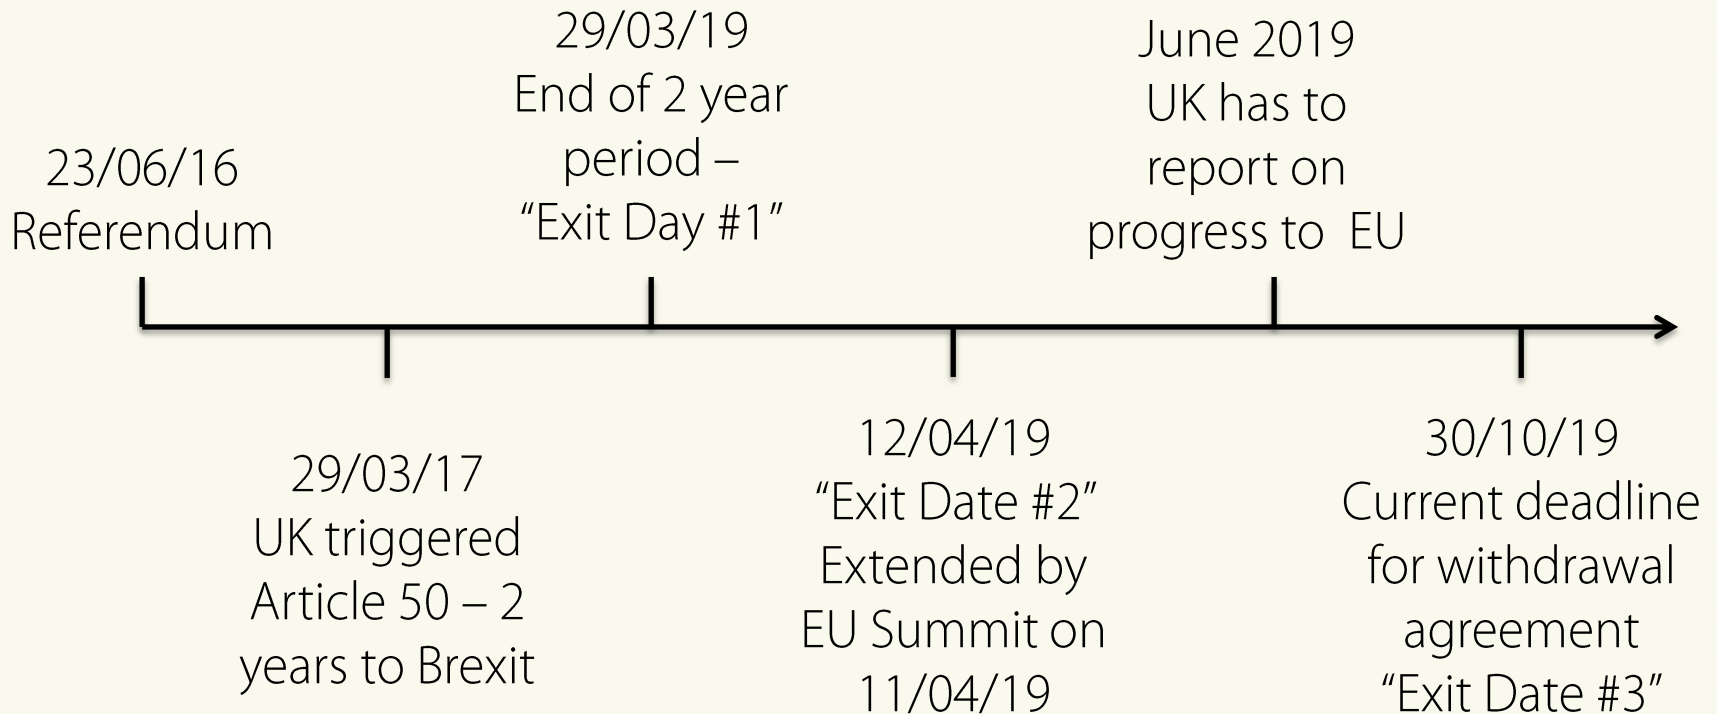 23/06/16
Referendum
29/03/17
UK triggered
Article 50 – 2
years to Brexit
29/03/19
End of 2 year
period –
“Exit Day #1”
12/04/19
“Exit Date #2”
Extended by
EU Summit on
11/04/19
June 2019
UK has to
report on
progress to  EU
30/10/19
Current deadline
for withdrawal
agreement
“Exit Date #3”